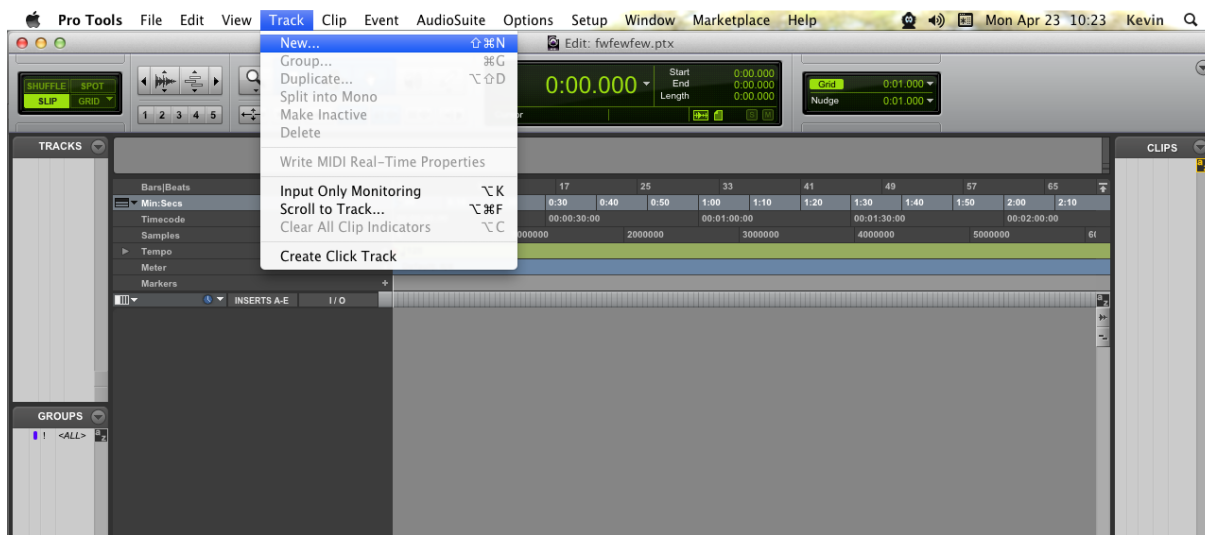 Pro Tools File Edit View Track Clip Event AudioSuite Options Setup Window Marketplace Help Mon Apr 23 10:23 Kevin
Edit: fwfewfew.ptx
New... ⇧⌘N
Group... ⌘G
Duplicate... ⌥⇧D
Split into Mono
Make Inactive
Delete
Write MIDI Real-Time Properties
Input Only Monitoring ⌥K
Scroll to Track... ⌥⌘F
Clear All Clip Indicators ⌥C
Create Click Track
SHUFFLE SPOT
SLIP GRID
1 2 3 4 5
0:00.000
Start 0:00.000
End 0:00.000
Length 0:00.000
S M
Grid 0:01.000
Nudge 0:01.000
TRACKS
CLIPS
Bars|Beats 17 25 33 41 49 57 65
Min:Secs 0:30 0:40 0:50 1:00 1:10 1:20 1:30 1:40 1:50 2:00 2:10
Timecode 00:00:30:00 00:01:00:00 00:01:30:00 00:02:00:00
Samples 2000000 3000000 4000000 5000000
Tempo
Meter
Markers +
INSERTS A-E I / O
a z
GROUPS
! <ALL> a z